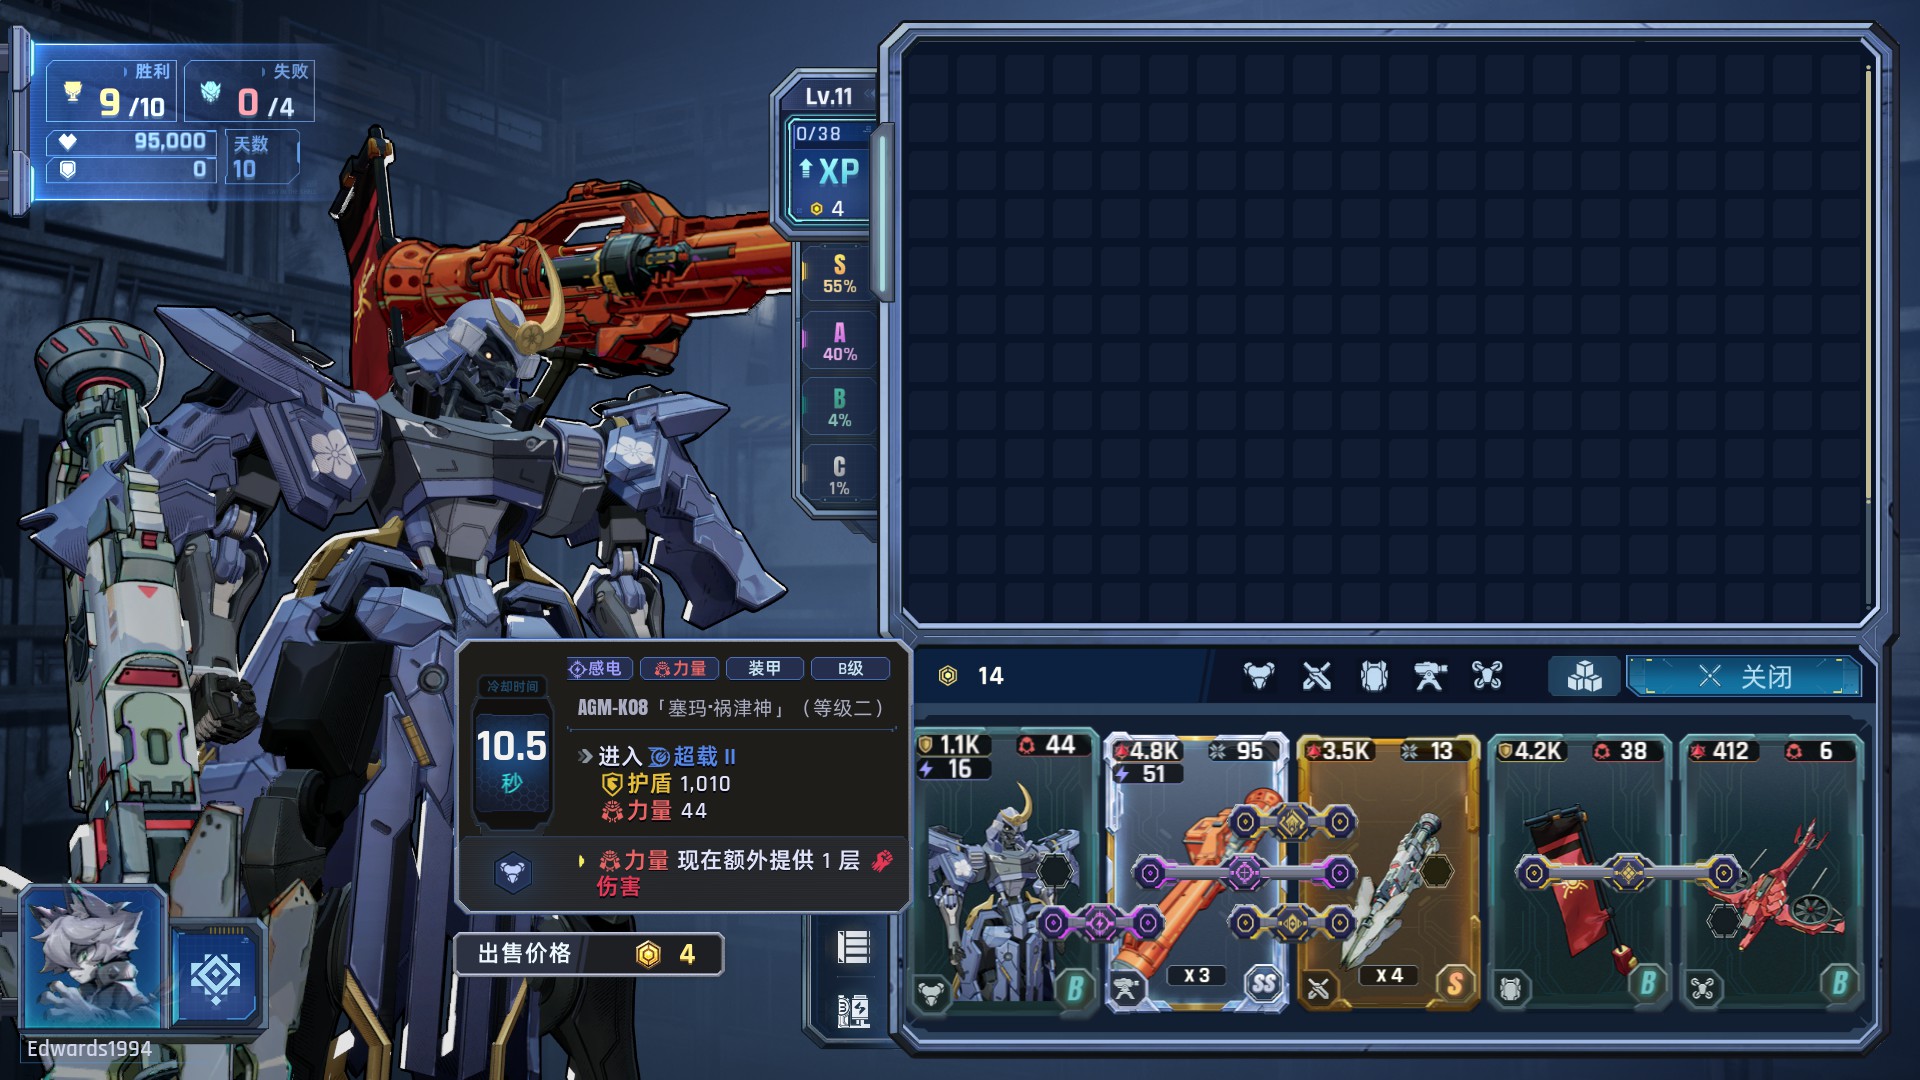 胜利
9/10
失败
0/4
95,000
0
天数
10
Lv.11
0/38
XP
4
S
55%
A
40%
B
4%
C
1%
感电
力量
装甲
B级
冷却时间
10.5
秒
AGM-K08「塞玛·祸津神」（等级二）
进入 超载 II
护盾 1,010
力量 44
力量 现在额外提供 1 层
伤害
出售价格
4
14
关闭
1.1K
44
16
4.8K
95
51
3.5K
13
4.2K
38
412
6
B
x3
SS
x4
S
B
B
Edwards1994